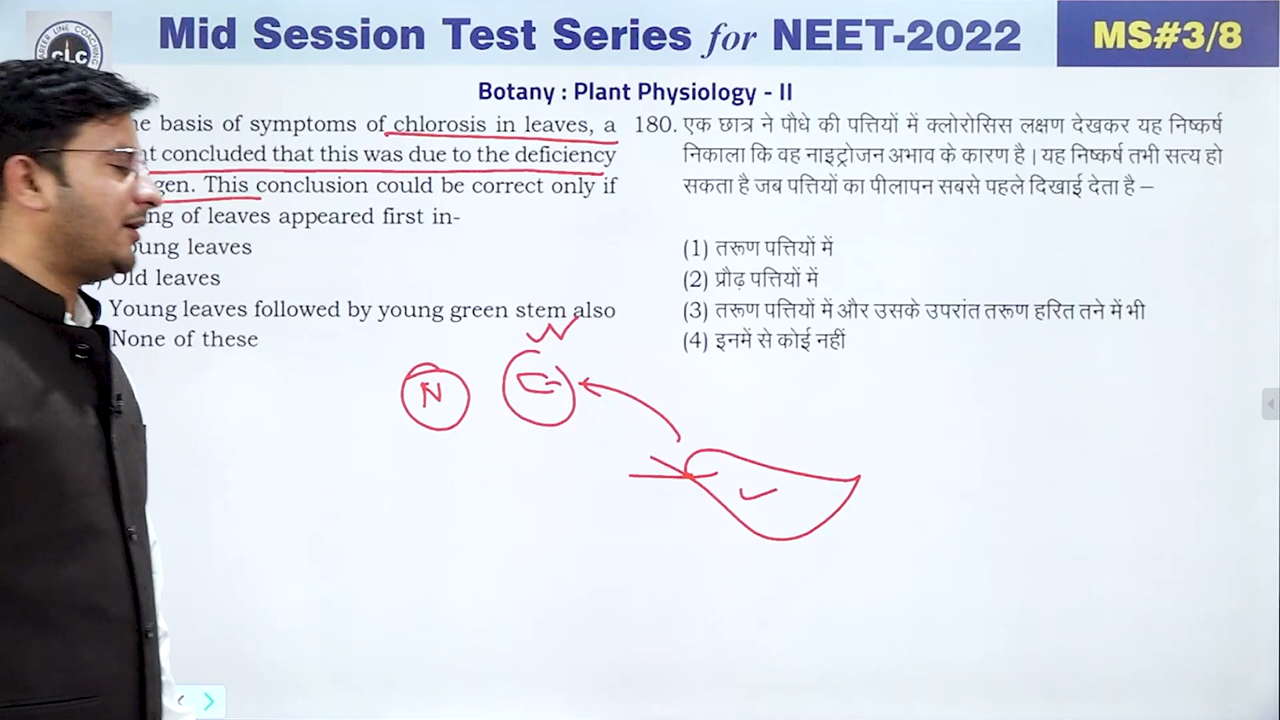 Mid Session Test Series for NEET-2022
MS#3/8
CLC
Botany : Plant Physiology - II
basis of symptoms of chlorosis in leaves, a
concluded that this was due to the deficiency
This conclusion could be correct only if
of leaves appeared first in-
leaves
Old leaves
Young leaves followed by young green stem also
None of these
180. एक छात्र ने पौधे की पत्तियों में क्लोरोसिस लक्षण देखकर यह निष्कर्ष
निकाला कि वह नाइट्रोजन अभाव के कारण है। यह निष्कर्ष तभी सत्य हो
सकता है जब पत्तियों का पीलापन सबसे पहले दिखाई देता है –
(1) तरूण पत्तियों में
(2) प्रौढ़ पत्तियों में
(3) तरूण पत्तियों में और उसके उपरांत तरूण हरित तने में भी
(4) इनमें से कोई नहीं
N